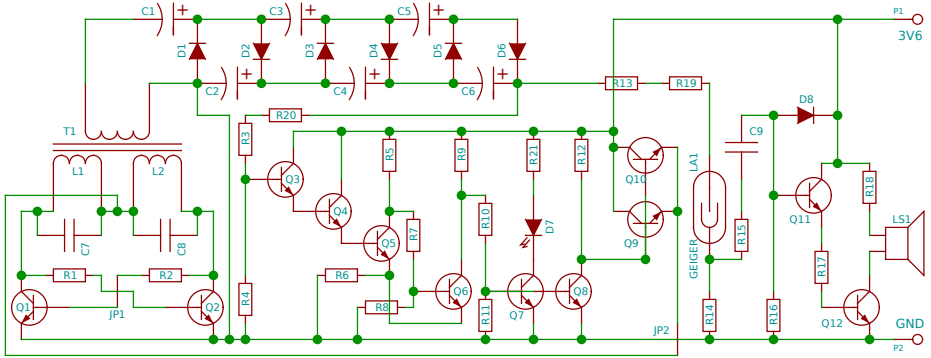 C1
C3
C5
P1
3V6
D1
D2
D3
D4
D5
D6
C2
C4
C6
R13
R19
D8
R20
T1
R3
R5
R9
R21
R12
C9
LA1
L1
L2
Q3
Q10
Q4
Q11
R18
Q5
R7
R10
D7
Q9
R15
LS1
C7
C8
GEIGER
R1
R2
R6
R17
Q1
JP1
Q2
R4
R8
Q6
R11
Q7
Q8
R14
R16
Q12
JP2
GND
P2